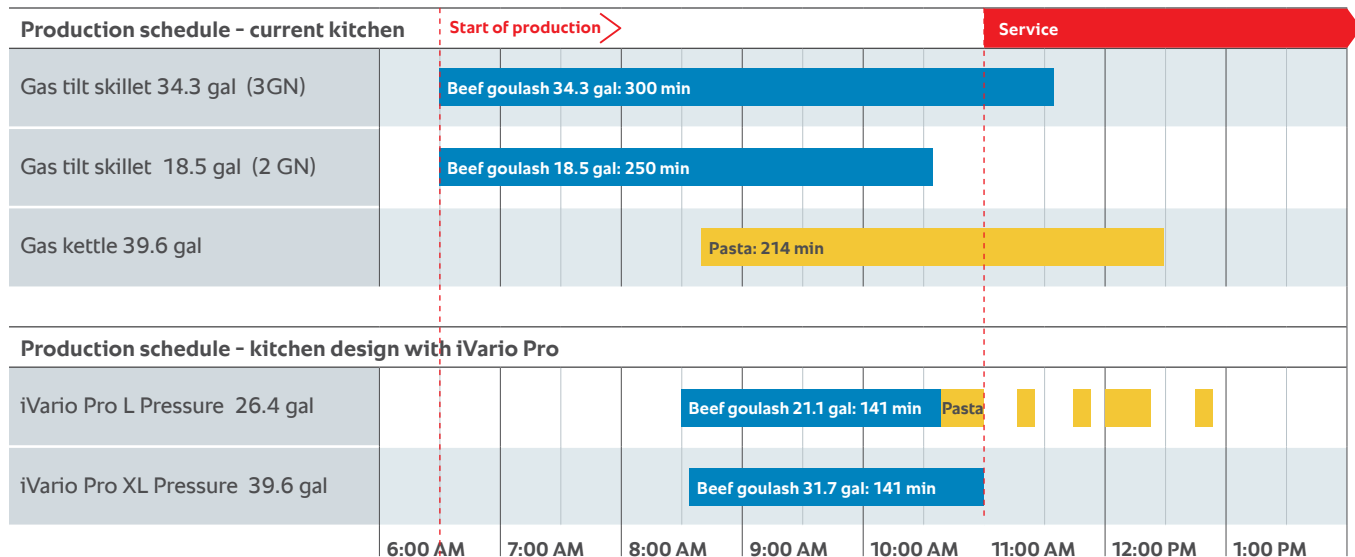 Production schedule – current kitchen
Start of production
Service
Gas tilt skillet 34.3 gal (3GN)
Beef goulash 34.3 gal: 300 min
Gas tilt skillet 18.5 gal (2 GN)
Beef goulash 18.5 gal: 250 min
Gas kettle 39.6 gal
Pasta: 214 min
Production schedule – kitchen design with iVario Pro
iVario Pro L Pressure 26.4 gal
Beef goulash 21.1 gal: 141 min
Pasta
iVario Pro XL Pressure 39.6 gal
Beef goulash 31.7 gal: 141 min
6:00 AM 7:00 AM 8:00 AM 9:00 AM 10:00 AM 11:00 AM 12:00 PM 1:00 PM